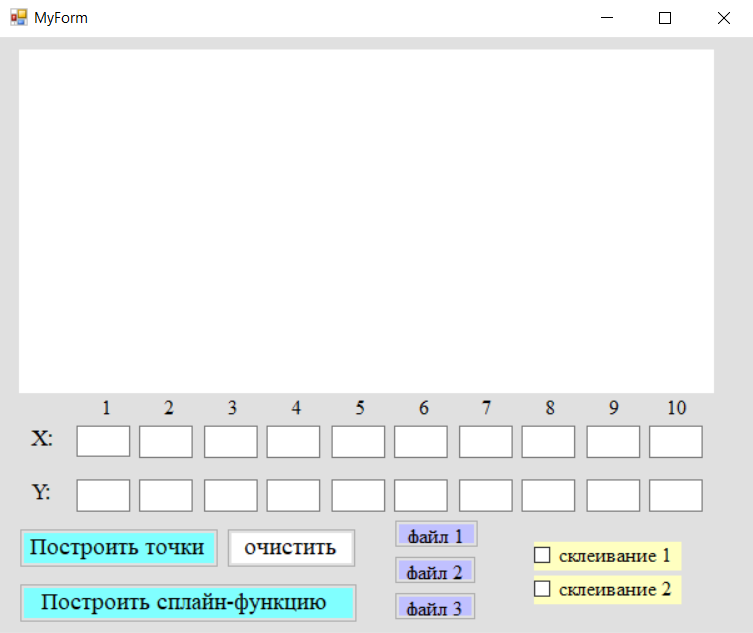 MyForm
1 2 3 4 5 6 7 8 9 10
X:
Y:
Построить точки
очистить
Построить сплайн-функцию
файл 1
файл 2
файл 3
склеивание 1
склеивание 2